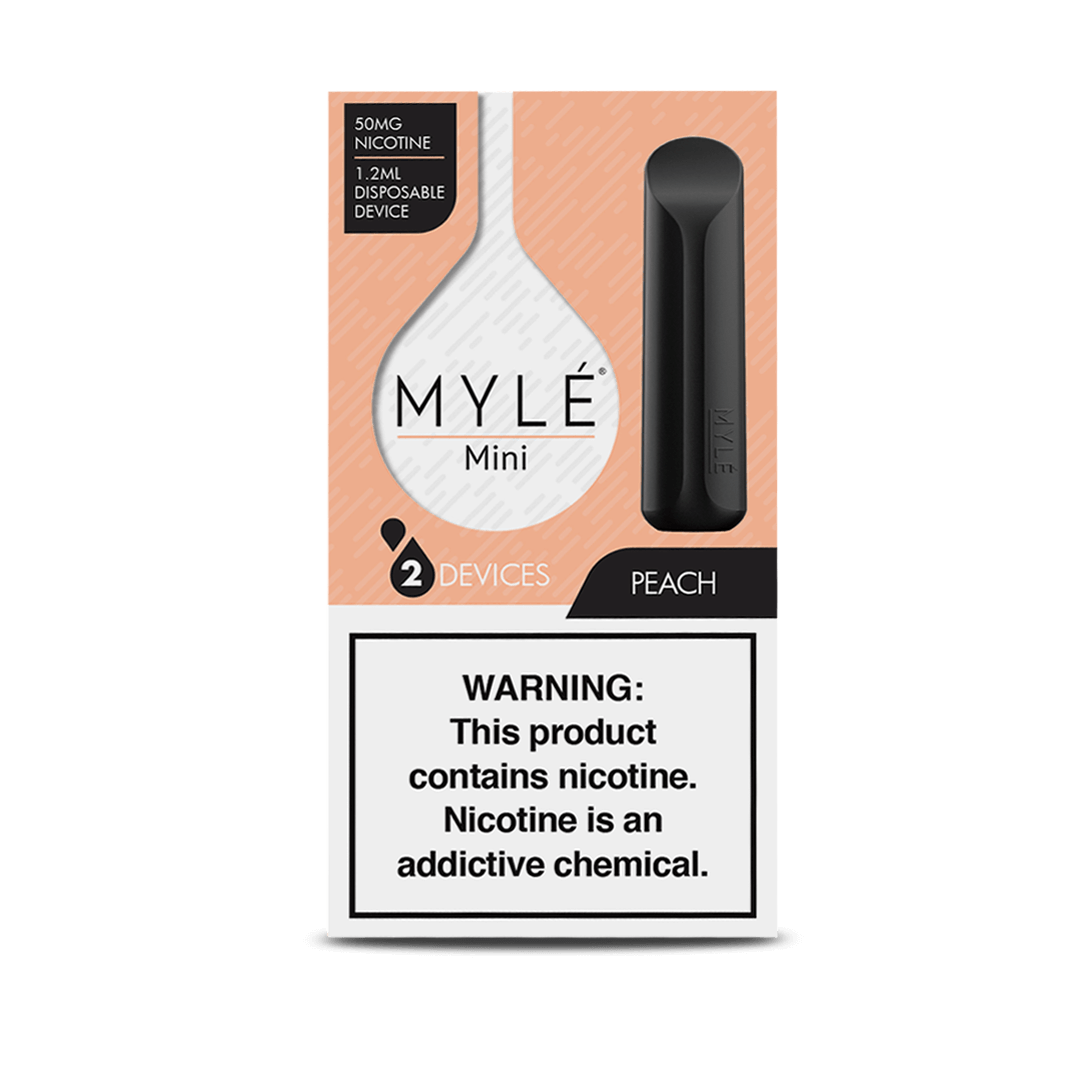 50MG
NICOTINE
1.2ML
DISPOSABLE
DEVICE
MYLÉ®
Mini
MYLÉ
2 DEVICES
PEACH
WARNING:
This product
contains nicotine.
Nicotine is an
addictive chemical.